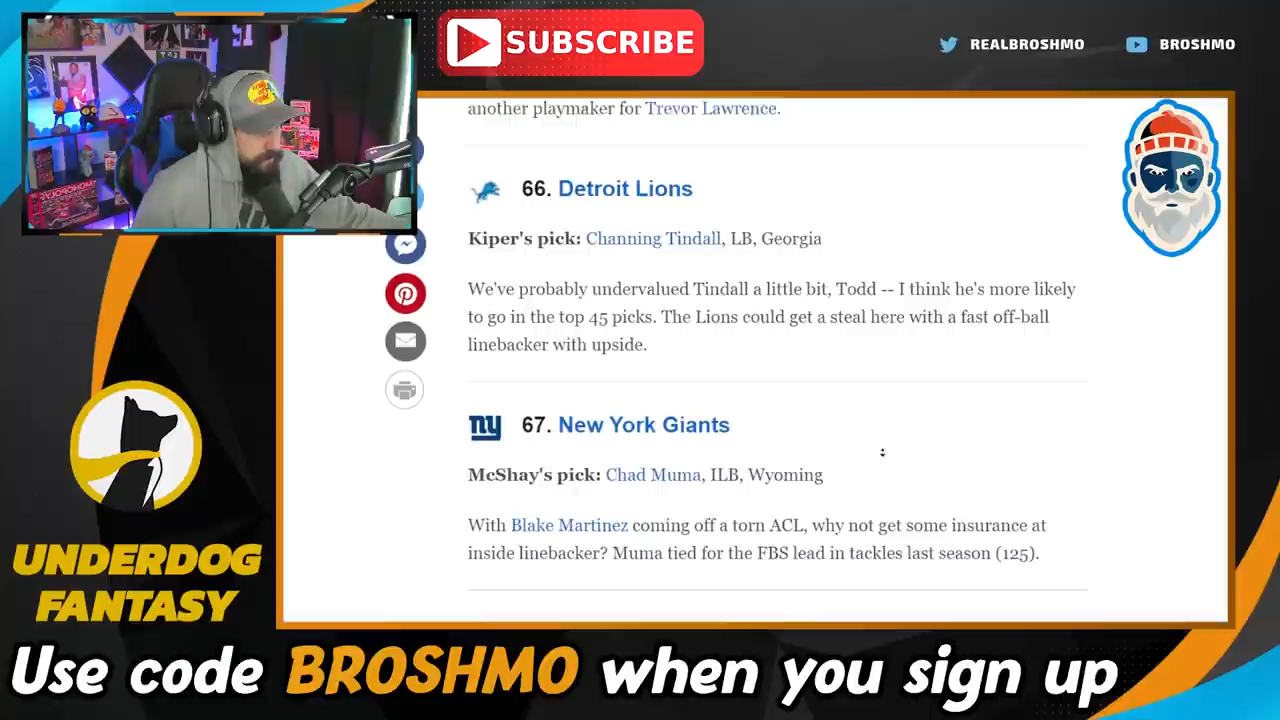 SUBSCRIBE
REALBROSHMO
BROSHMO
another playmaker for Trevor Lawrence.
66. Detroit Lions
Kiper's pick: Channing Tindall, LB, Georgia
We've probably undervalued Tindall a little bit, Todd -- I think he's more likely
to go in the top 45 picks. The Lions could get a steal here with a fast off-ball
linebacker with upside.
ny
67. New York Giants
McShay's pick: Chad Muma, ILB, Wyoming
With Blake Martinez coming off a torn ACL, why not get some insurance at
inside linebacker? Muma tied for the FBS lead in tackles last season (125).
UNDERDOG
FANTASY
Use code BROSHMO when you sign up